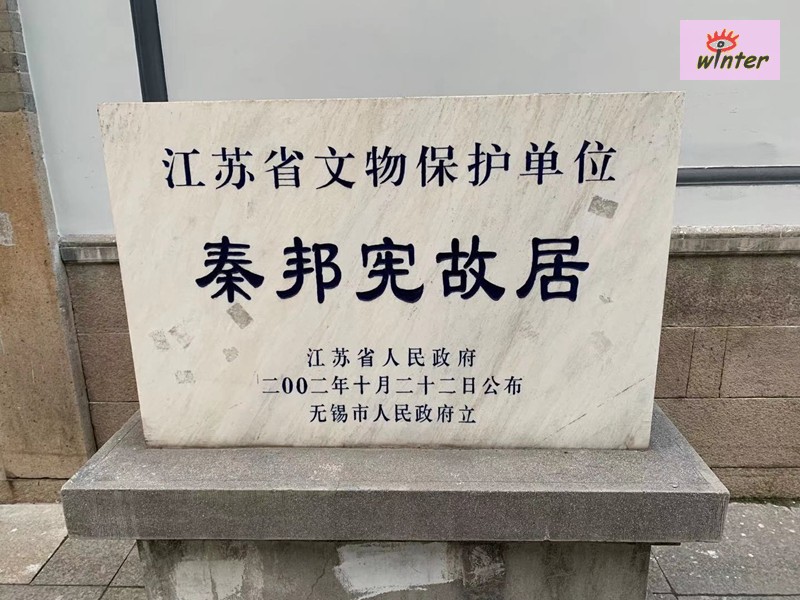 winter
江苏省文物保护单位
秦邦宪故居
江苏省人民政府
二00二年十月二十二日公布
无锡市人民政府立